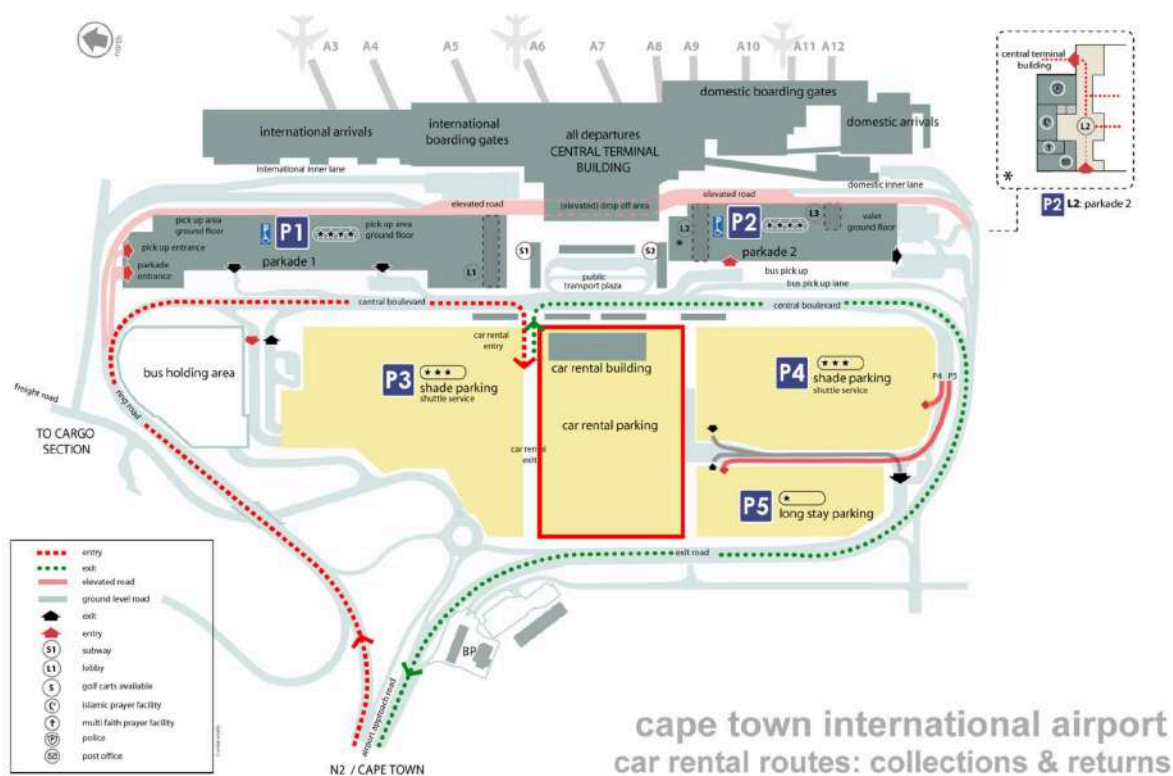 north
A3
A4
A5
A6
A7
A8
A9
A10
A11
A12
international arrivals
international
boarding gates
all departures
CENTRAL TERMINAL
BUILDING
domestic boarding gates
domestic arrivals
international inner lane
domestic inner lane
elevated road
(elevated) drop off area
elevated road
pick up area
ground floor
P1
pick up area
ground floor
pick up entrance
parkade
entrance
parkade 1
L1
S1
S2
public
transport plaza
L2
*
P2
L3
valet
ground floor
parkade 2
bus pick up
bus pick up lane
central boulevard
central boulevard
car rental
entry
bus holding area
P3
shade parking
shuttle service
car rental building
car rental parking
car rental
exit
P4
shade parking
shuttle service
P4
P5
P5
long stay parking
freight road
TO CARGO
SECTION
ring road
exit road
BP
airport approach road
N2 / CAPE TOWN
central terminal
building
L2
*
P2 L2: parkade 2
entry
exit
elevated road
ground level road
exit
entry
S1 subway
L1 lobby
S golf carts available
islamic prayer facility
multi faith prayer facility
police
post office
cape town international airport
car rental routes: collections & returns